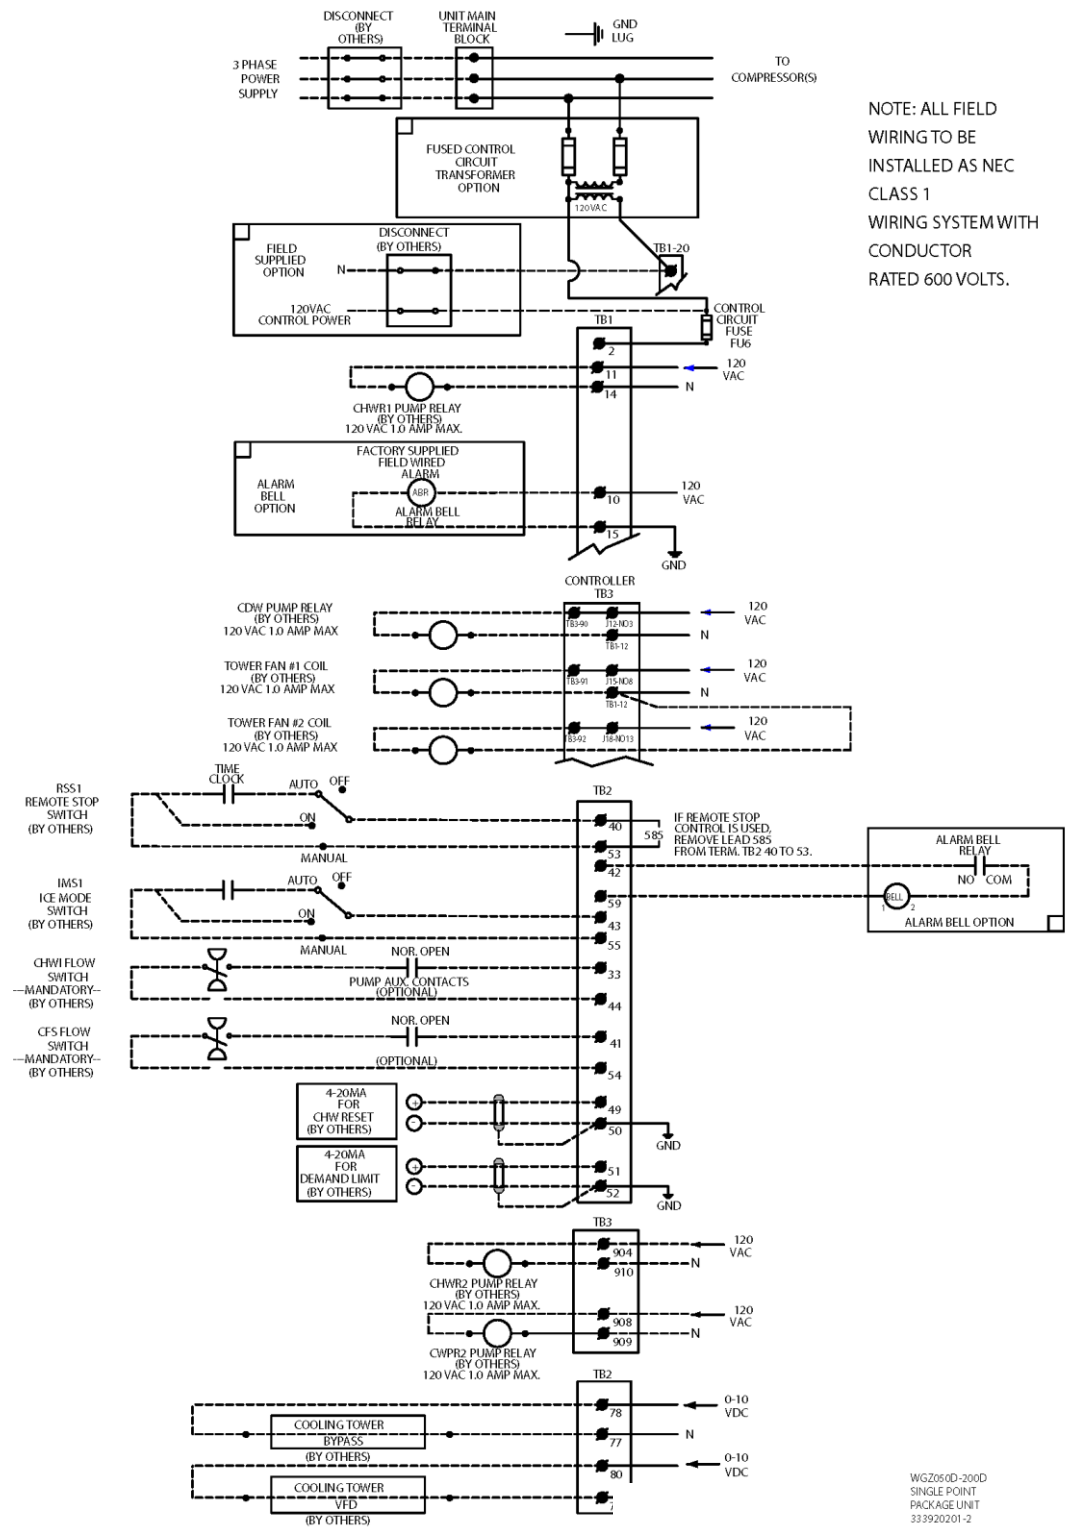 DISCONNECT
(BY
OTHERS)
UNIT MAIN
TERMINAL
BLOCK
GND
LUG
3 PHASE
POWER
SUPPLY
TO
COMPRESSOR(S)
NOTE: ALL FIELD
WIRING TO BE
INSTALLED AS NEC
CLASS 1
WIRING SYSTEM WITH
CONDUCTOR
RATED 600 VOLTS.
FUSED CONTROL
CIRCUIT
TRANSFORMER
OPTION
120VAC
DISCONNECT
(BY OTHERS)
FIELD
SUPPLIED
OPTION
N
TB1-20
120VAC
CONTROL POWER
CONTROL
CIRCUIT
FUSE
FU6
TB1
2
11
120
VAC
14
N
CHWR1 PUMP RELAY
(BY OTHERS)
120 VAC 1.0 AMP MAX.
FACTORY SUPPLIED
FIELD WIRED
ALARM
ALARM
BELL
OPTION
ABR
ALARM BELL
RELAY
10
120
VAC
15
GND
CONTROLLER
TB3
CDW PUMP RELAY
(BY OTHERS)
120 VAC 1.0 AMP MAX
TB3-90
J12-NO3
120
VAC
TB1-12
N
TOWER FAN #1 COIL
(BY OTHERS)
120 VAC 1.0 AMP MAX
TB3-91
J15-NO8
120
VAC
TB1-12
N
TOWER FAN #2 COIL
(BY OTHERS)
120 VAC 1.0 AMP MAX
TB3-92
J18-NO13
120
VAC
TB2
RSS1
REMOTE STOP
SWITCH
(BY OTHERS)
TIME
CLOCK
AUTO
OFF
ON
MANUAL
40
53
585
IF REMOTE STOP
CONTROL IS USED,
REMOVE LEAD 585
FROM TERM. TB2 40 TO 53.
42
59
ALARM BELL
RELAY
NO COM
BELL
1
2
ALARM BELL OPTION
IMS1
ICE MODE
SWITCH
(BY OTHERS)
AUTO
OFF
ON
MANUAL
43
55
CHWI FLOW
SWITCH
---MANDATORY--
(BY OTHERS)
NOR. OPEN
PUMP AUX. CONTACTS
(OPTIONAL)
33
44
CFS FLOW
SWITCH
---MANDATORY--
(BY OTHERS)
NOR. OPEN
(OPTIONAL)
41
54
4-20MA
FOR
CHW RESET
(BY OTHERS)
+
-
49
50
GND
4-20MA
FOR
DEMAND LIMIT
(BY OTHERS)
+
-
51
52
GND
TB3
904
120
VAC
910
N
CHWR2 PUMP RELAY
(BY OTHERS)
120 VAC 1.0 AMP MAX.
908
120
VAC
909
N
CWPR2 PUMP RELAY
(BY OTHERS)
120 VAC 1.0 AMP MAX.
TB2
78
0-10
VDC
77
N
COOLING TOWER
BYPASS
(BY OTHERS)
80
0-10
VDC
COOLING TOWER
VFD
(BY OTHERS)
WGZ050D-200D
SINGLE POINT
PACKAGE UNIT
333920201-2